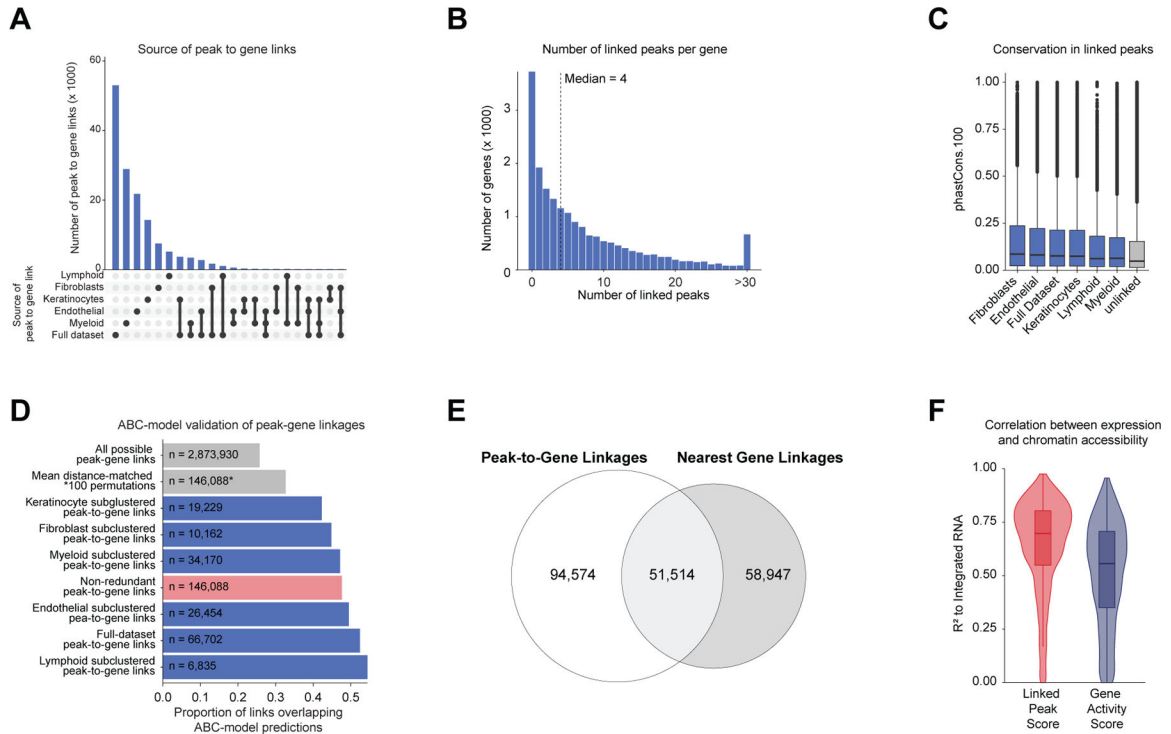 A
Source of peak to gene links
Number of peak to gene links (x 1000)
60
40
20
0
Source of
peak to gene link
Lymphoid
Fibroblasts
Keratinocytes
Endothelial
Myeloid
Full dataset
B
Number of linked peaks per gene
Median = 4
Number of genes (x 1000)
3
2
1
0
0
10
20
>30
Number of linked peaks
C
Conservation in linked peaks
phastCons.100
1.00
0.75
0.50
0.25
0.00
Fibroblasts
Endothelial
Full Dataset
Keratinocytes
Lymphoid
Myeloid
unlinked
D
ABC-model validation of peak-gene linkages
All possible
peak-gene links
n = 2,873,930
Mean distance-matched
*100 permutations
n = 146,088*
Keratinocyte subglustered
peak-to-gene links
n = 19,229
Fibroblast subclustered
peak-to-gene links
n = 10,162
Myeloid subclustered
peak-to-gene links
n = 34,170
Non-redundant
peak-to-gene links
n = 146,088
Endothelial subclustered
pea-to-gene links
n = 26,454
Full-dataset
peak-to-gene links
n = 66,702
Lymphoid subclustered
peak-to-gene links
n = 6,835
0.0
0.1
0.2
0.3
0.4
0.5
Proportion of links overlapping
ABC-model predictions
E
Peak-to-Gene Linkages
Nearest Gene Linkages
94,574
51,514
58,947
F
Correlation between expression
and chromatin accessibility
R² to Integrated RNA
1.00
0.75
0.50
0.25
0.00
Linked
Peak
Score
Gene
Activity
Score